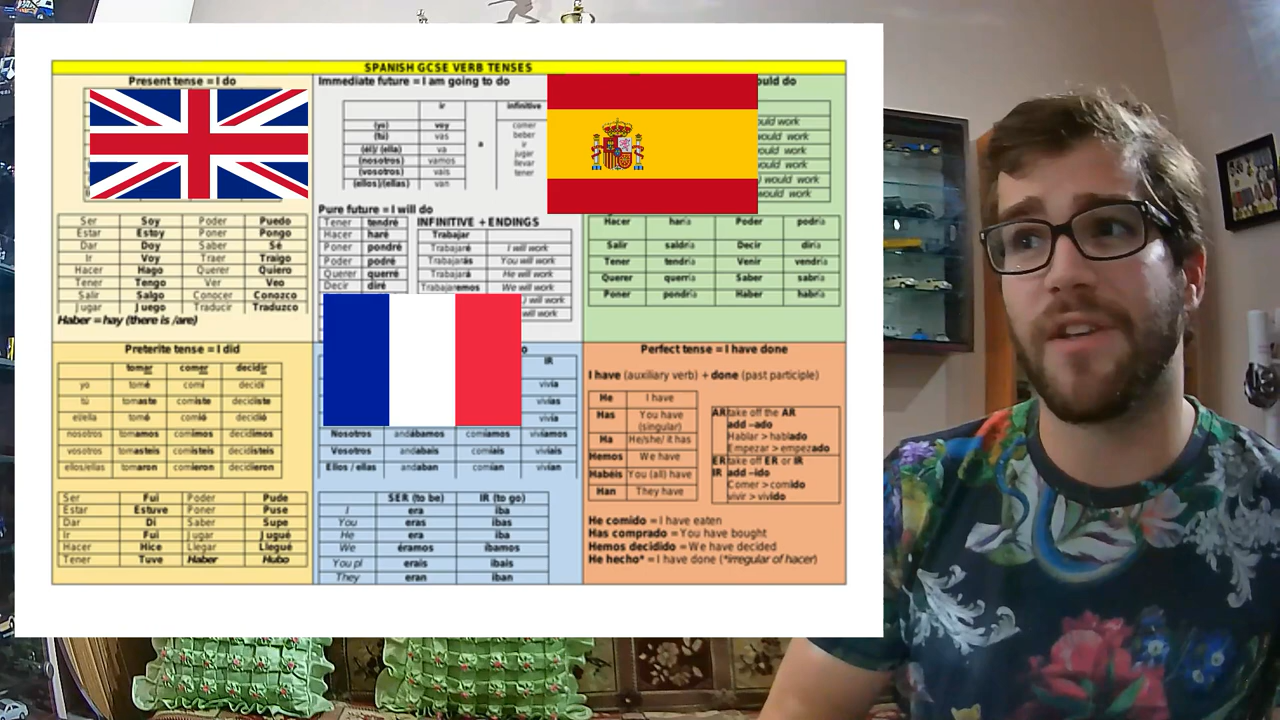 SPANISH GCSE VERB TENSES
Present tense = I do
Ser Soy Poder Puedo
Estar Estoy Poner Pongo
Dar Doy Saber Sé
Ir Voy Traer Traigo
Hacer Hago Querer Quiero
Tener Tengo Ver Veo
Salir Salgo Conocer Conozco
Jugar Juego Traducir Traduzco
Haber = hay (there is /are)
Immediate future = I am going to do
ir infinitive
(yo) voy comer
(tú) vas beber
a
(él)/ (ella) va ir
(nosotros) vamos jugar
(vosotros) vais llevar
(ellos)/(ellas) van tener
Pure future = I will do
Tener tendré
Hacer haré
Poner pondré
Poder podré
Querer querré
Decir diré
INFINITIVE + ENDINGS
Trabajar
Trabajaré I will work
Trabajarás You will work
Trabajará He will work
Trabajaremos We will work
) will work
will work
ould do
ould work
would work
would work
would work
) would work
would work
Hacer haría Poder podría
Salir saldría Decir diría
Tener tendría Venir vendría
Querer querría Saber sabría
Poner pondría Haber habría
Preterite tense = I did
tomar comer decidir
yo tomé comí decidí
tú tomaste comiste decidiste
el/ella tomó comió decidió
nosotros tomamos comimos decidimos
vosotros tomasteis comisteis decidisteis
ellos/ellas tomaron comieron decidieron
Ser Fui Poder Pude
Estar Estuve Poner Puse
Dar Di Saber Supe
Ir Fui Jugar Jugué
Hacer Hice Llegar Llegué
Tener Tuve Haber Hubo
o
IR
vivía
vivías
vivía
Nosotros andábamos comíamos vivíamos
Vosotros andabais comíais vivíais
Ellos / ellas andaban comían vivían
SER (to be) IR (to go)
I era iba
You eras ibas
He era iba
We éramos íbamos
You pl erais ibais
They eran iban
Perfect tense = I have done
I have (auxiliary verb) + done (past participle)
He I have
Has You have (singular)
Ha He/she/ it has
Hemos We have
Habéis You (all) have
Han They have
AR take off the AR
add –ado
Hablar > hablado
Empezar > empezado
ER take off ER or IR
IR add –ido
Comer > comido
vivir > vivido
He comido = I have eaten
Has comprado = You have bought
Hemos decidido = We have decided
He hecho* = I have done (*irregular of hacer)